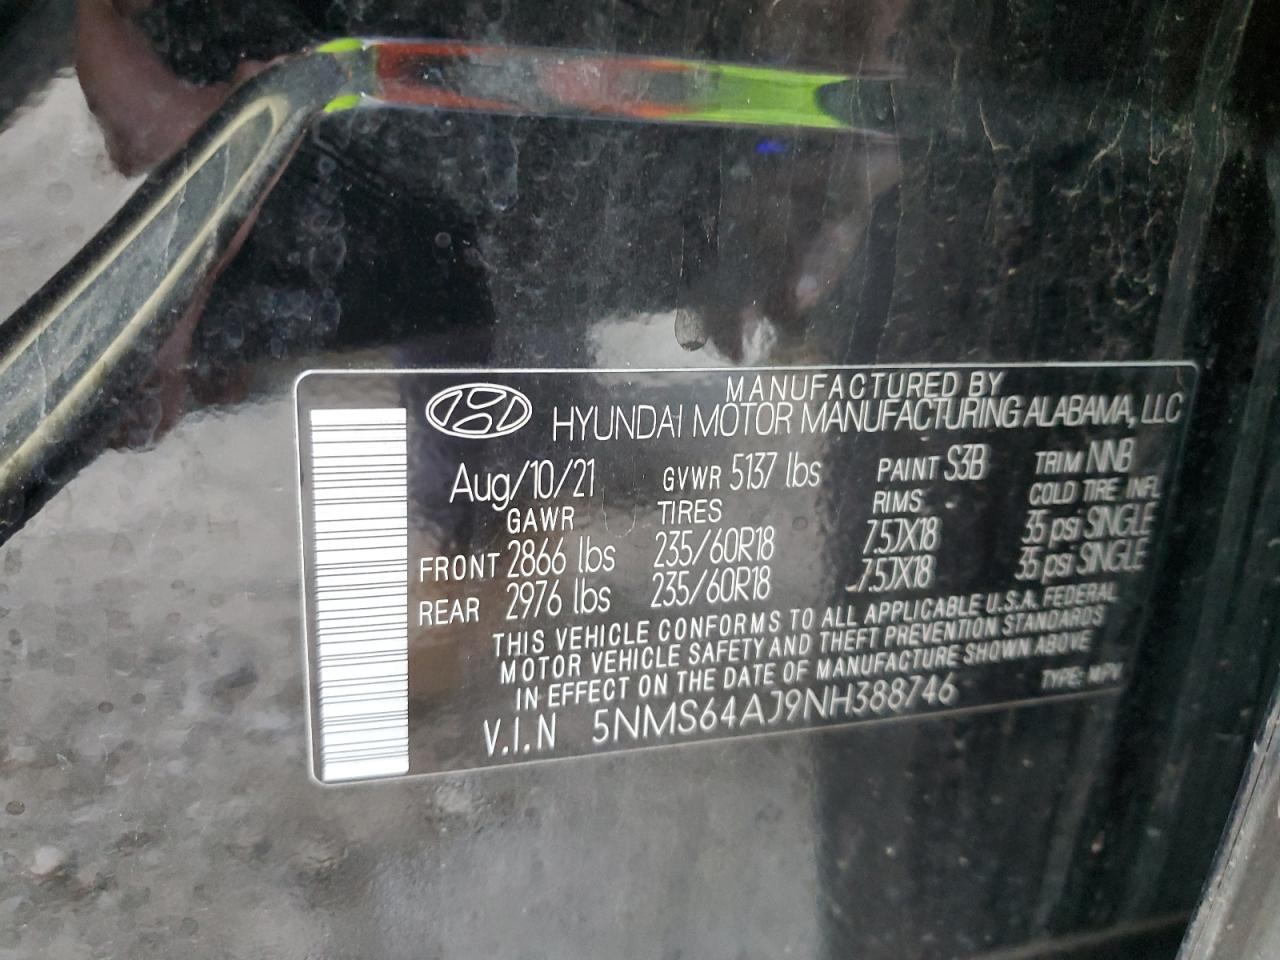 MANUFACTURED BY
HYUNDAI MOTOR MANUFACTURING ALABAMA, LLC
Aug/10/21 GVWR 5137 lbs PAINT S3B TRIM NNB
GAWR TIRES RIMS COLD TIRE INFL
FRONT 2866 lbs 235/60R18 7.5JX18 35 psi SINGLE
REAR 2976 lbs 235/60R18 7.5JX18 35 psi SINGLE
THIS VEHICLE CONFORMS TO ALL APPLICABLE U.S.A. FEDERAL
MOTOR VEHICLE SAFETY AND THEFT PREVENTION STANDARDS
IN EFFECT ON THE DATE OF MANUFACTURE SHOWN ABOVE
V.I.N 5NMS64AJ9NH388746 TYPE: MPV